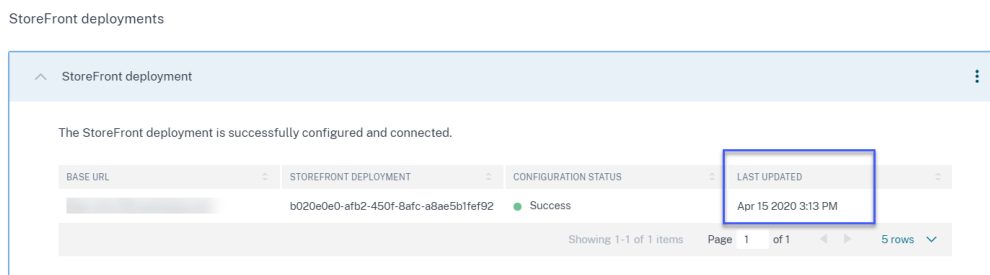 StoreFront deployments
StoreFront deployment
The StoreFront deployment is successfully configured and connected.
BASE URL STOREFRONT DEPLOYMENT CONFIGURATION STATUS LAST UPDATED
b020e0e0-afb2-450f-8afc-a8ae5b1fef92 Success Apr 15 2020 3:13 PM
Showing 1-1 of 1 items Page 1 of 1 5 rows